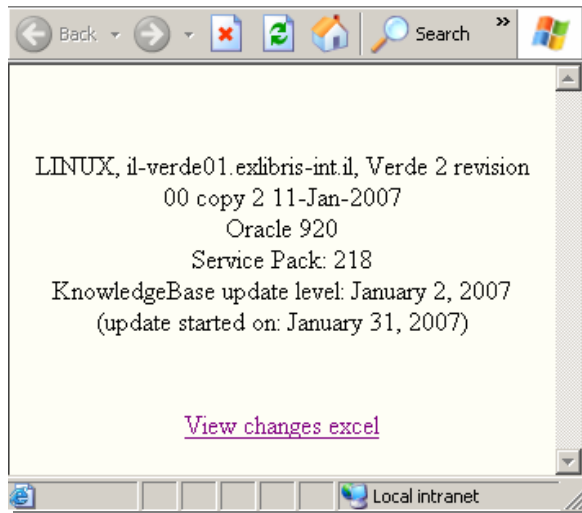 Back Search »
LINUX, il-verde01.exlibris-int.il, Verde 2 revision
00 copy 2 11-Jan-2007
Oracle 920
Service Pack: 218
KnowledgeBase update level: January 2, 2007
(update started on: January 31, 2007)
View changes excel
Local intranet